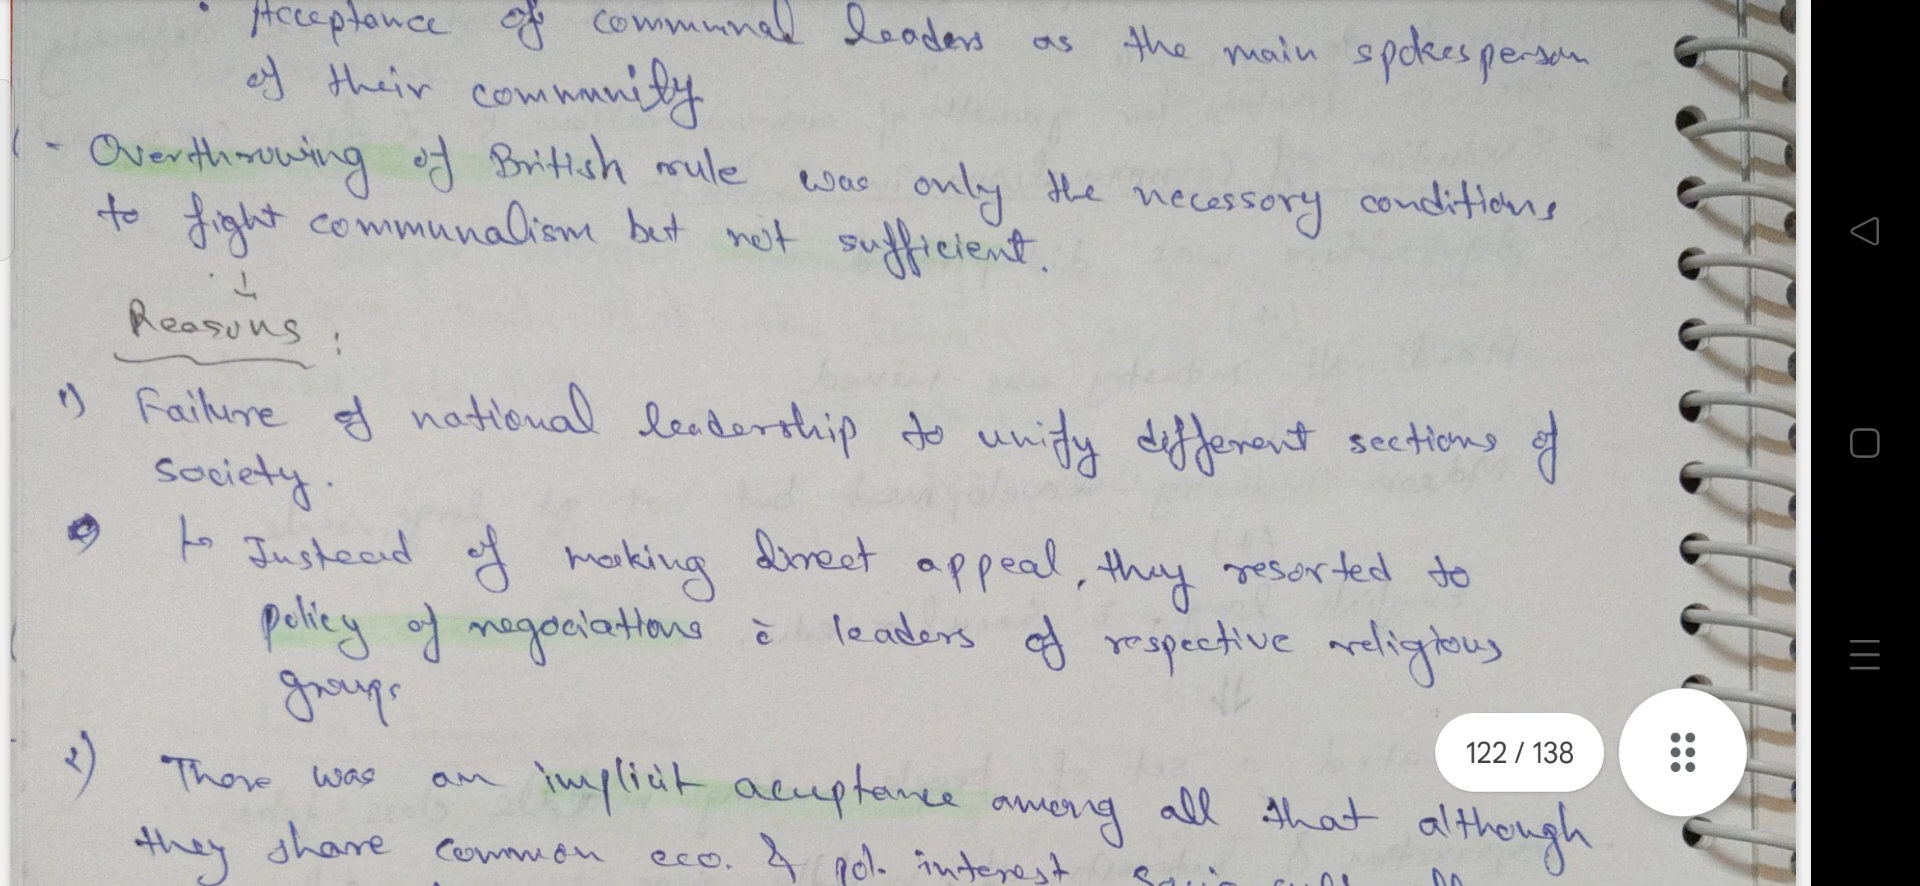 • Acceptance of communal leaders as the main spokesperson
of their community
- Overthrowing of British rule was only the necessary conditions
to fight communalism but not sufficient.
Reasons :
1) Failure of national leadership to unify different sections of
society.
↳ Instead of making direct appeal, they resorted to
policy of negociations c̄ leaders of respective religious
groups
2) There was an implicit acceptance among all that although
they share common eco. & pol. interest
122 / 138